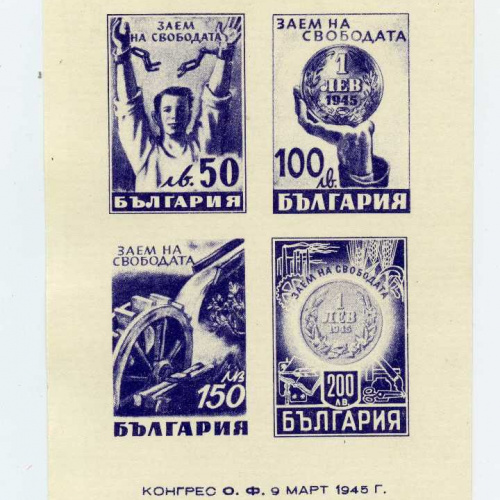 ЗАЕМ НА
СВОБОДАТА
лв. 50
БЪЛГАРИЯ
ЗАЕМ НА
СВОБОДАТА
1
ЛЕВ
1945
100 лв.
БЪЛГАРИЯ
ЗАЕМ НА
СВОБОДАТА
лв
150
БЪЛГАРИЯ
ЗАЕМ НА СВОБОДАТА
1
ЛЕВ
1945
200
ЛВ.
БЪЛГАРИЯ
КОНГРЕС О. Ф. 9 МАРТ 1945 Г.